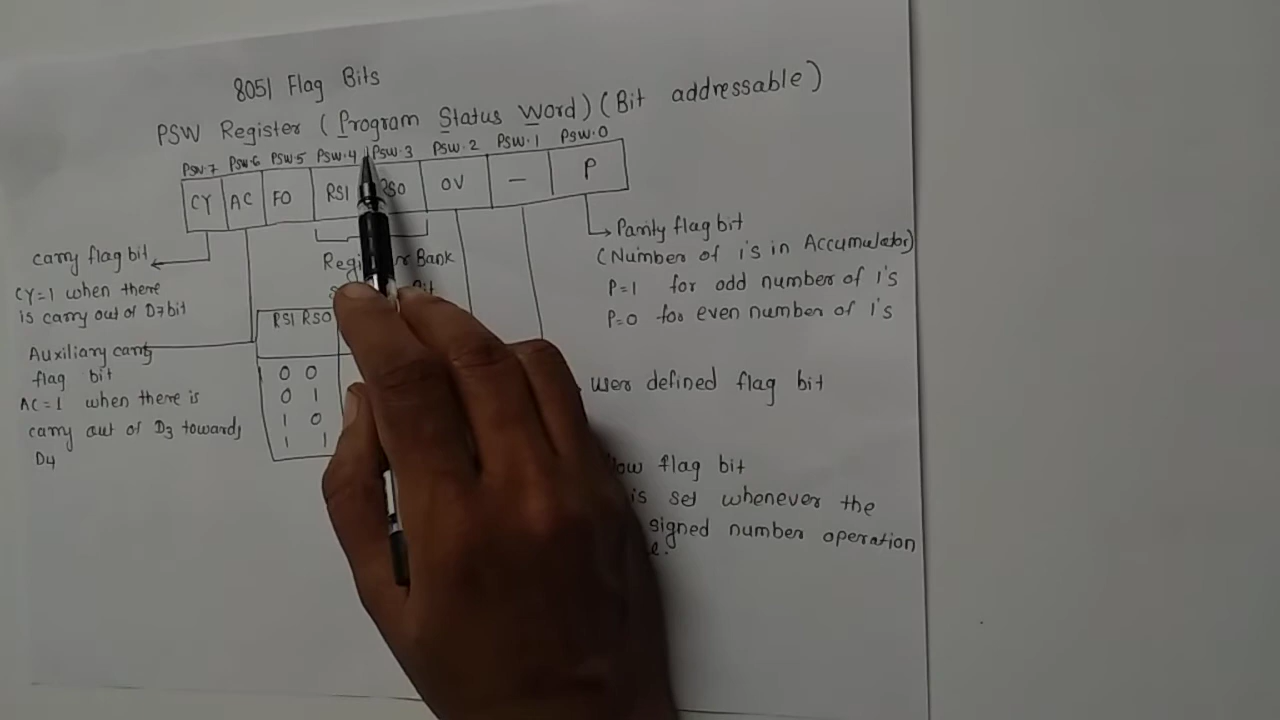 8051 Flag Bits
PSW Register (Program Status Word) (Bit addressable)
PSW.7 PSW.6 PSW.5 PSW.4 PSW.3 PSW.2 PSW.1 PSW.0
CY AC F0 RS1 RS0 OV — P
carry flag bit
CY=1 when there
is carry out of D7 bit
Auxiliary carry
flag bit
AC=1 when there is
carry out of D3 towards
D4
Bank
RS1 RS0
0 0
0 1
1 0
1 1
Parity flag bit
(Number of 1's in Accumulator)
P=1 for odd number of 1's
P=0 for even number of 1's
user defined flag bit
flag bit
is set whenever the
signed number operation